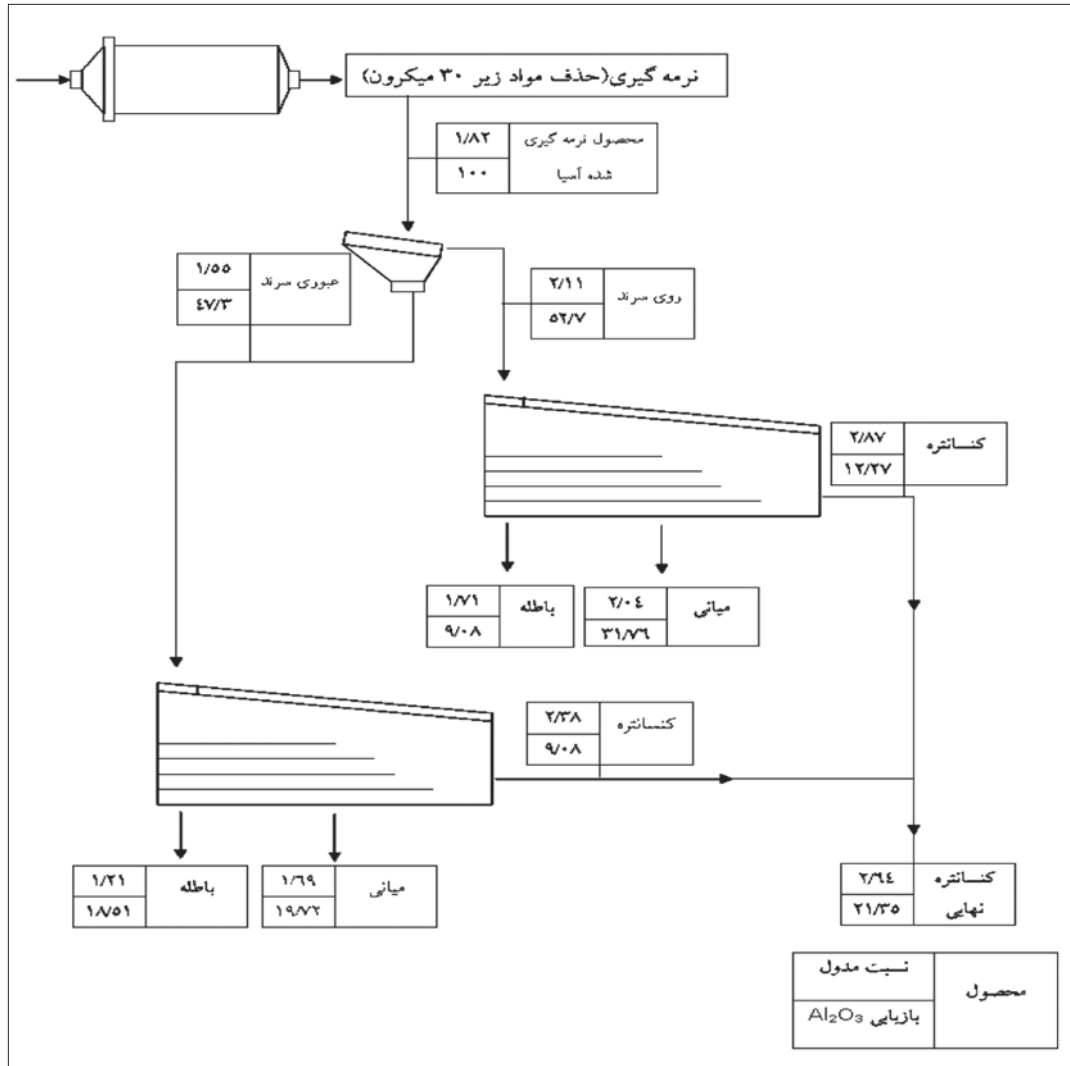 نرمه گیری(حذف مواد زیر ۳۰ میکرون)
محصول نرمه گیری
شده آسیا
۱/۸۲
۱۰۰
عبوری سرند
۱/۵۵
٤۷/۳
روی سرند
۲/۱۱
۵۲/۷
کنسانتره
۲/۸۷
۱۲/۲۷
باطله
۱/۷۱
۹/۰۸
میانی
۲/۰٤
۳۱/۷٦
کنسانتره
۲/۳۸
۹/۰۸
باطله
۱/۲۱
۱۸/۵۱
میانی
۱/٦۹
۱۹/۷۲
کنسانتره
نهایی
۲/٦٤
۲۱/۳۵
محصول
نسبت مدول
بازیابی Al₂O₃